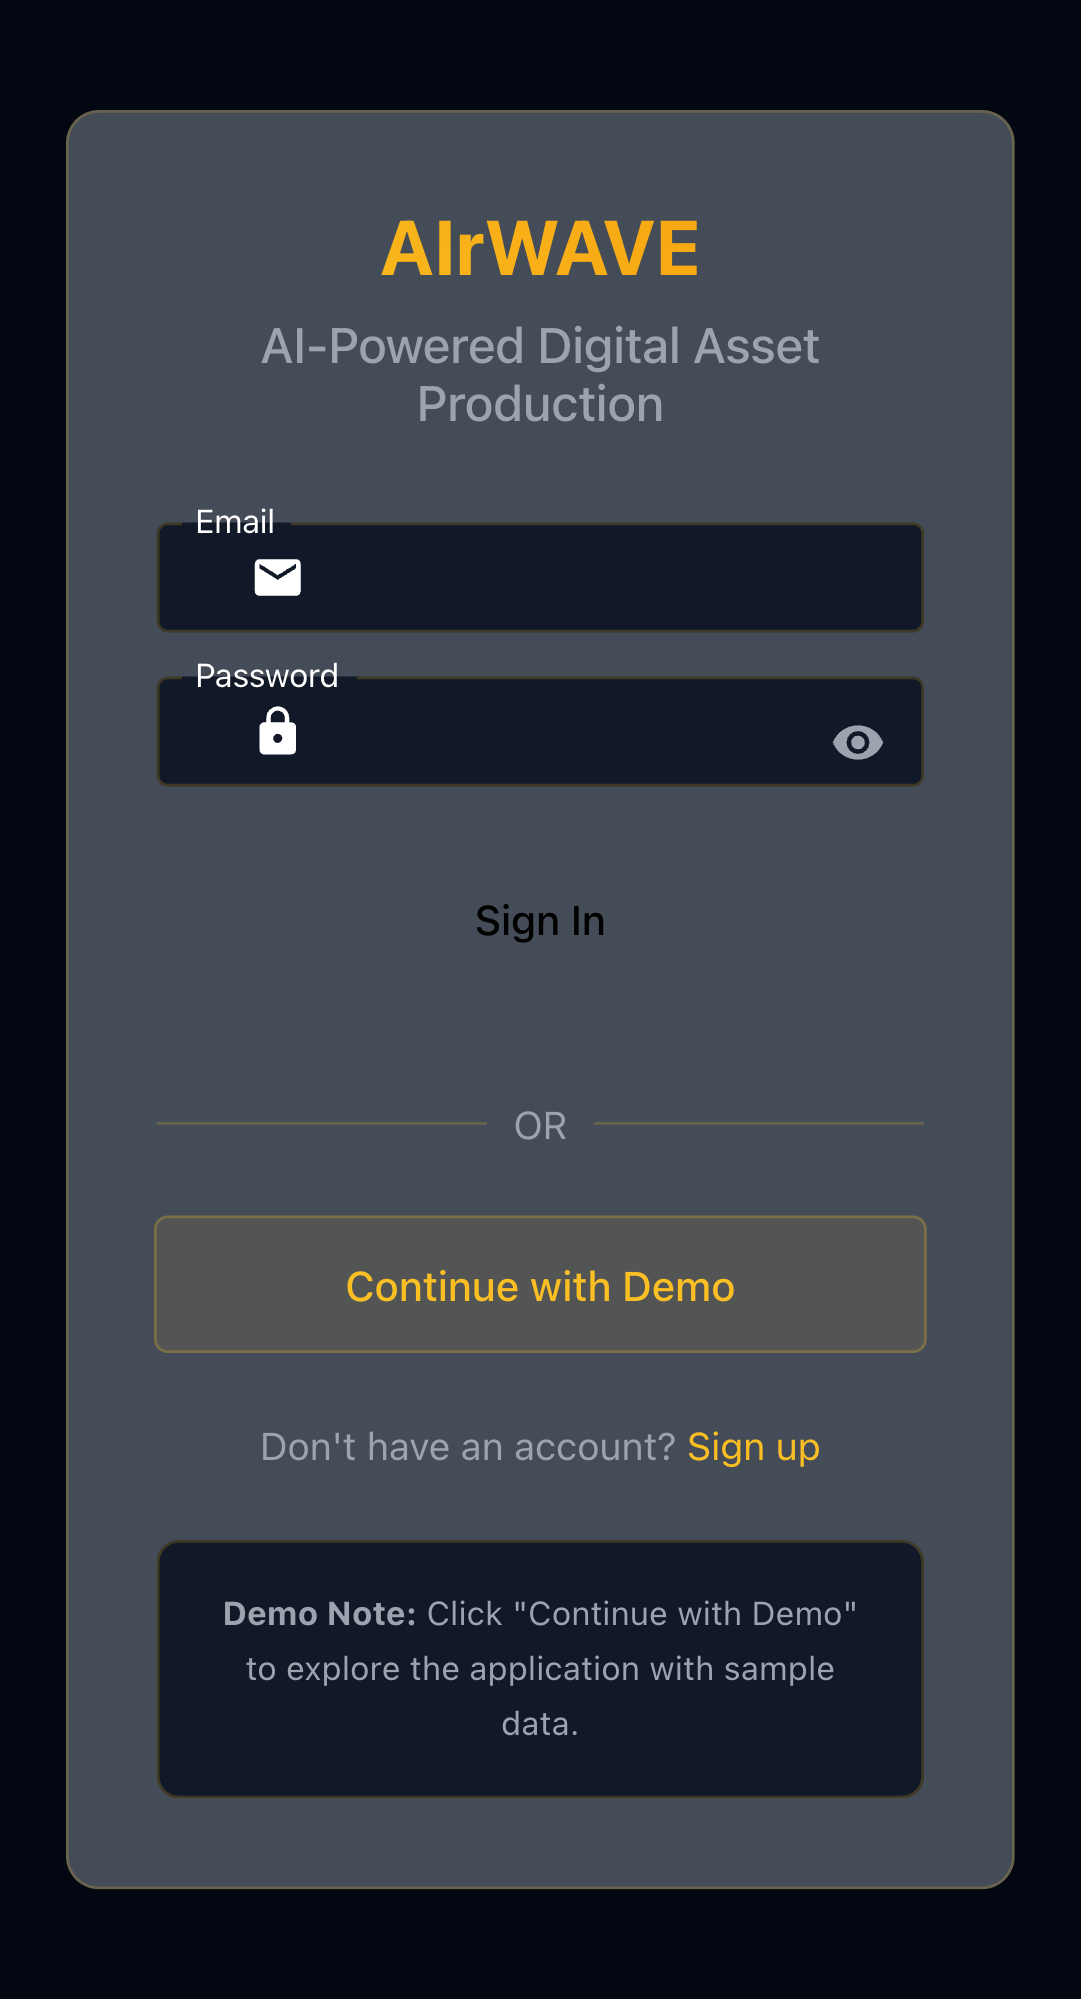 AIrWAVE
AI-Powered Digital Asset
Production
Email
Password
Sign In
OR
Continue with Demo
Don't have an account? Sign up
Demo Note: Click "Continue with Demo"
to explore the application with sample
data.